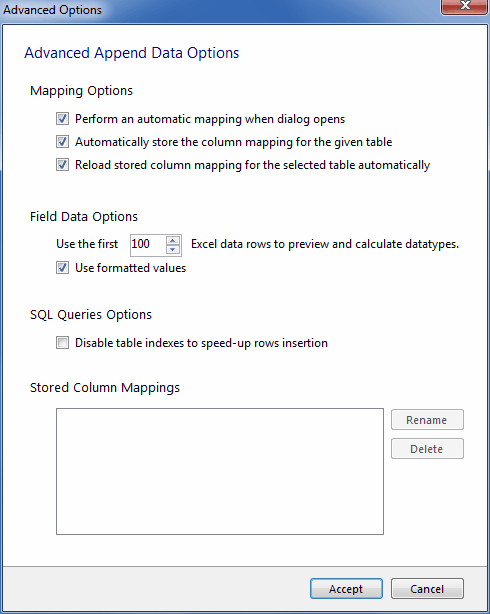 Advanced Options
Advanced Append Data Options
Mapping Options
Perform an automatic mapping when dialog opens
Automatically store the column mapping for the given table
Reload stored column mapping for the selected table automatically
Field Data Options
Use the first 100 Excel data rows to preview and calculate datatypes.
Use formatted values
SQL Queries Options
Disable table indexes to speed-up rows insertion
Stored Column Mappings
Rename
Delete
Accept Cancel